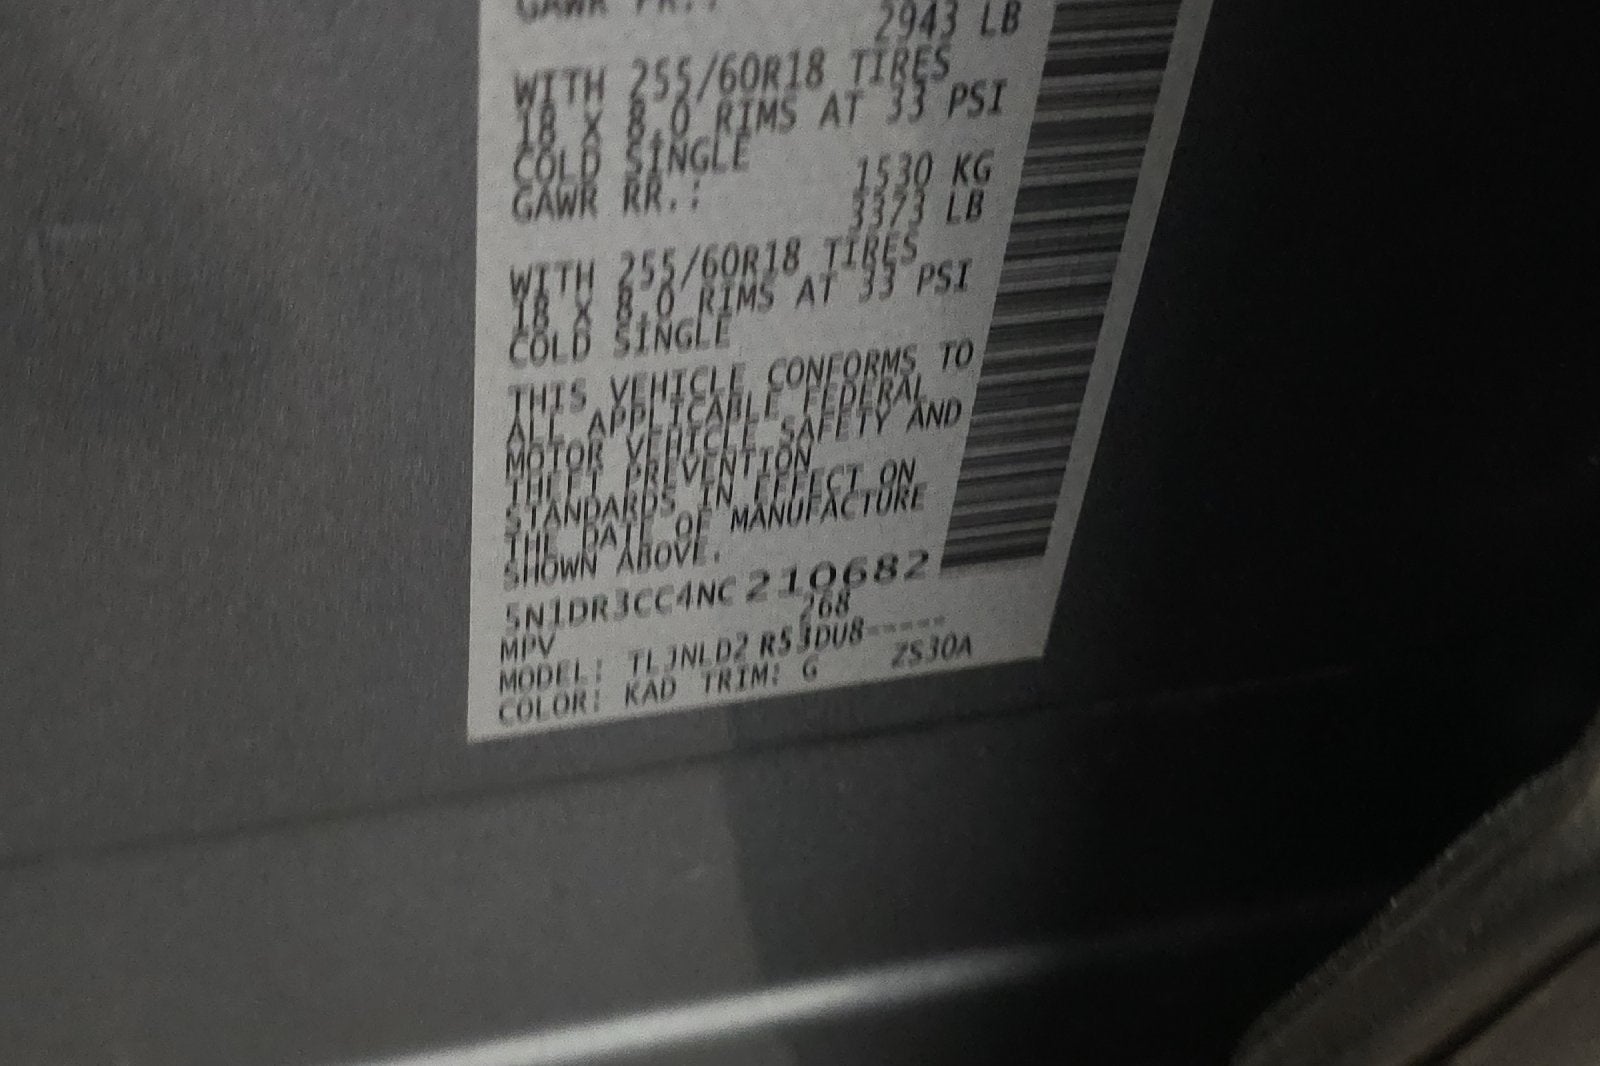 GAWR FR.:
2943 LB
WITH 255/60R18 TIRES
18 X 8.0 RIMS AT 33 PSI
COLD SINGLE
GAWR RR.: 1530 KG
3373 LB
WITH 255/60R18 TIRES
18 X 8.0 RIMS AT 33 PSI
COLD SINGLE
THIS VEHICLE CONFORMS TO
ALL APPLICABLE FEDERAL
MOTOR VEHICLE SAFETY AND
THEFT PREVENTION
STANDARDS IN EFFECT ON
THE DATE OF MANUFACTURE
SHOWN ABOVE.
5N1DR3CC4NC210682
MPV 268
MODEL: TLJNLD2 R53DU8-----
COLOR: KAD TRIM: G ZS30A